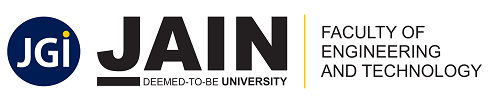 JGi
JAIN
DEEMED-TO-BE UNIVERSITY
FACULTY OF
ENGINEERING
AND TECHNOLOGY